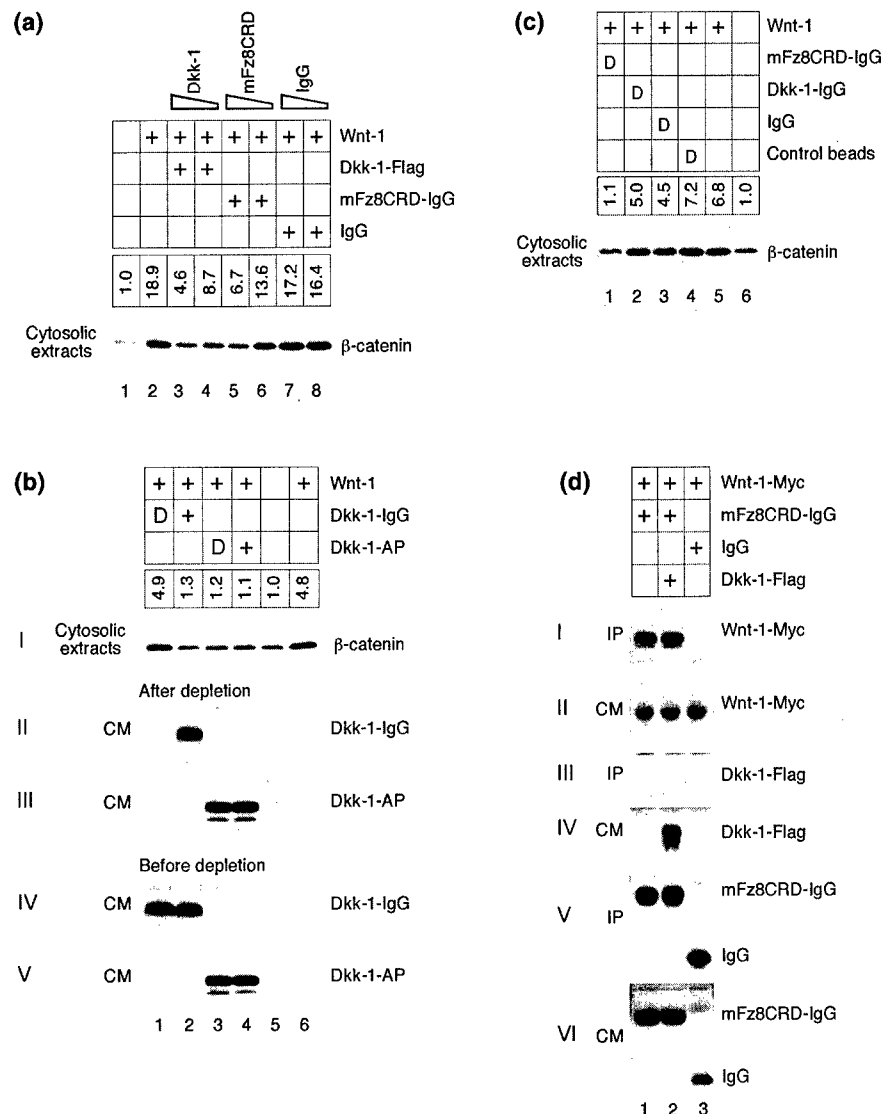 (a)
Dkk-1
mFz8CRD
IgG
+ + + + + + + Wnt-1
+ + Dkk-1-Flag
+ + mFz8CRD-IgG
+ + IgG
1.0 18.9 4.6 8.7 6.7 13.6 17.2 16.4
Cytosolic extracts β-catenin
1 2 3 4 5 6 7 8
(c)
+ + + + + Wnt-1
D mFz8CRD-IgG
D Dkk-1-IgG
D IgG
D Control beads
1.1 5.0 4.5 7.2 6.8 1.0
Cytosolic extracts β-catenin
1 2 3 4 5 6
(b)
+ + + + + Wnt-1
D + Dkk-1-IgG
D + Dkk-1-AP
4.9 1.3 1.2 1.1 1.0 4.8
I Cytosolic extracts β-catenin
After depletion
II CM Dkk-1-IgG
III CM Dkk-1-AP
Before depletion
IV CM Dkk-1-IgG
V CM Dkk-1-AP
1 2 3 4 5 6
(d)
+ + + Wnt-1-Myc
+ + mFz8CRD-IgG
+ IgG
+ Dkk-1-Flag
I IP Wnt-1-Myc
II CM Wnt-1-Myc
III IP Dkk-1-Flag
IV CM Dkk-1-Flag
mFz8CRD-IgG
V IP
IgG
mFz8CRD-IgG
VI CM
IgG
1 2 3